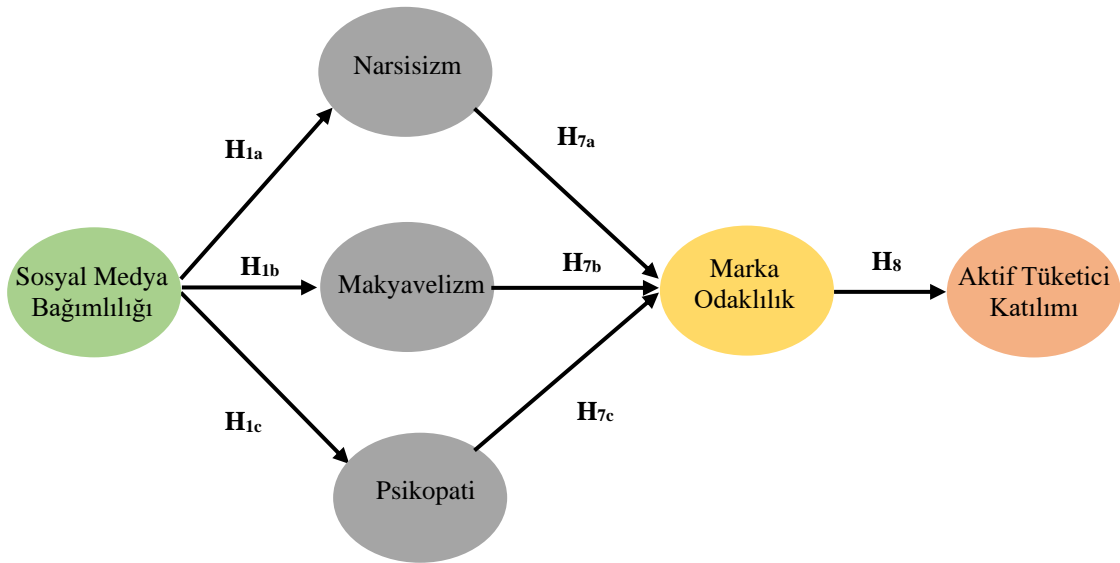 Narsisizm
H1a
H7a
Sosyal Medya
Bağımlılığı
H1b
Makyavelizm
H7b
Marka
Odaklılık
H8
Aktif Tüketici
Katılımı
H1c
H7c
Psikopati